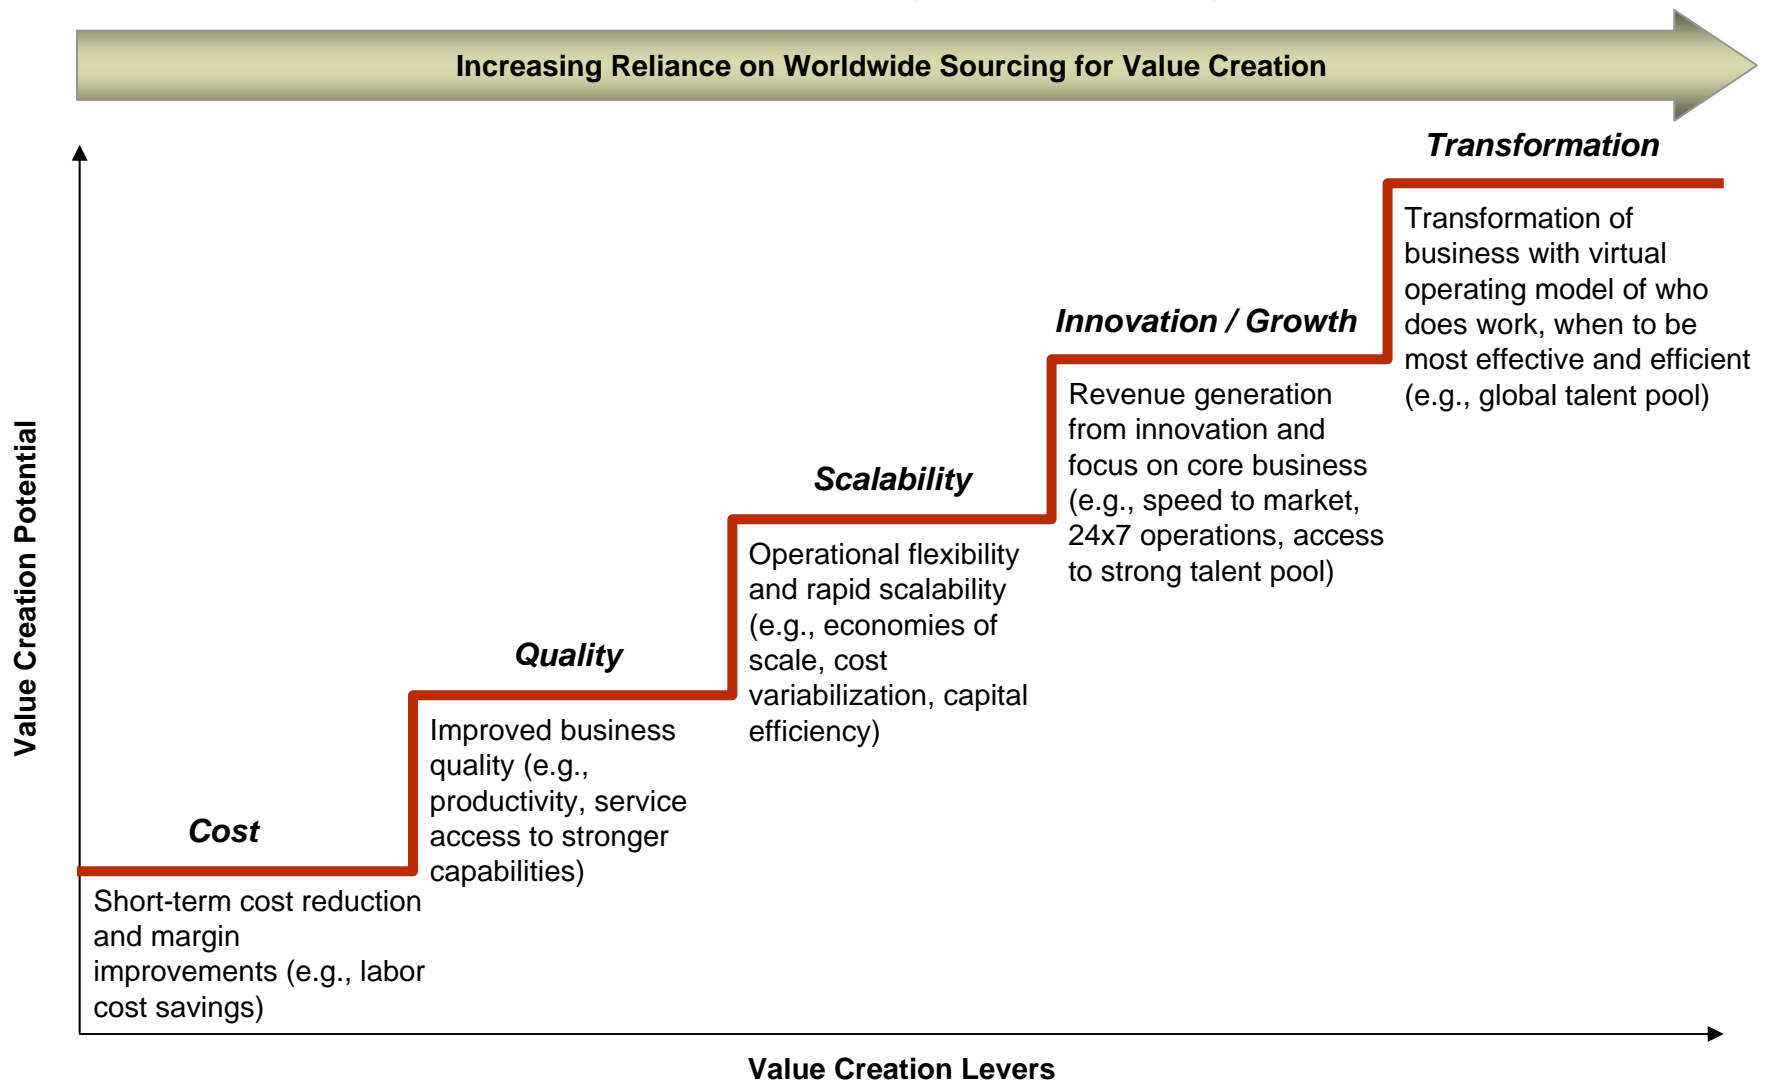 Increasing Reliance on Worldwide Sourcing for Value Creation
Transformation
Transformation of
business with virtual
operating model of who
does work, when to be
most effective and efficient
(e.g., global talent pool)
Innovation / Growth
Revenue generation
from innovation and
focus on core business
(e.g., speed to market,
24x7 operations, access
to strong talent pool)
Scalability
Operational flexibility
and rapid scalability
(e.g., economies of
scale, cost
variabilization, capital
efficiency)
Quality
Improved business
quality (e.g.,
productivity, service
access to stronger
capabilities)
Cost
Short-term cost reduction
and margin
improvements (e.g., labor
cost savings)
Value Creation Potential
Value Creation Levers